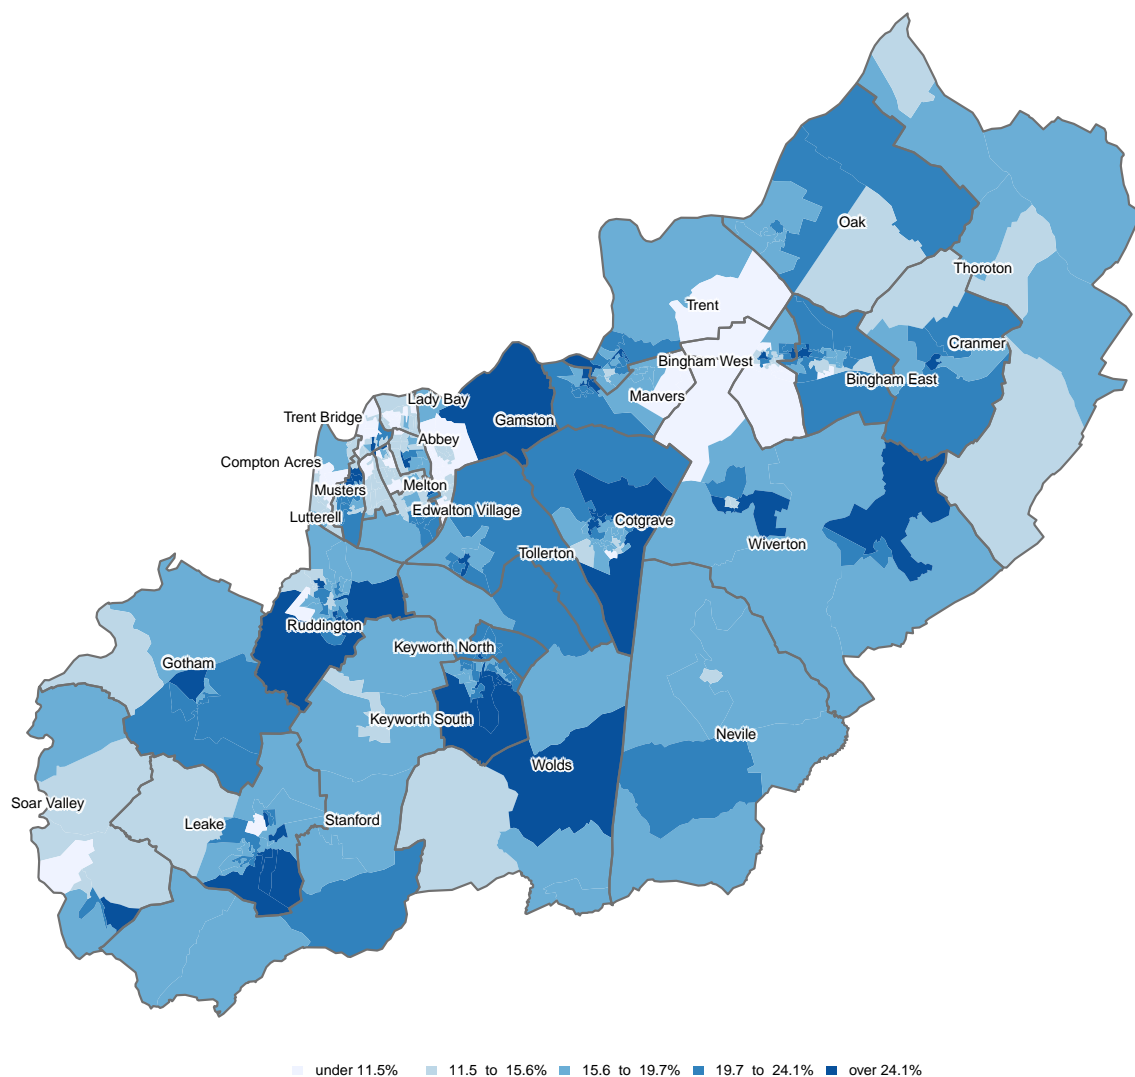 Oak
Thoroton
Trent
Cranmer
Bingham West
Bingham East
Manvers
Lady Bay
Trent Bridge
Gamston
Abbey
Compton Acres
Musters
Melton
Lutterell
Edwalton Village
Cotgrave
Wiverton
Tollerton
Ruddington
Keyworth North
Gotham
Keyworth South
Nevile
Wolds
Soar Valley
Leake
Stanford
under 11.5% 11.5 to 15.6% 15.6 to 19.7% 19.7 to 24.1% over 24.1%